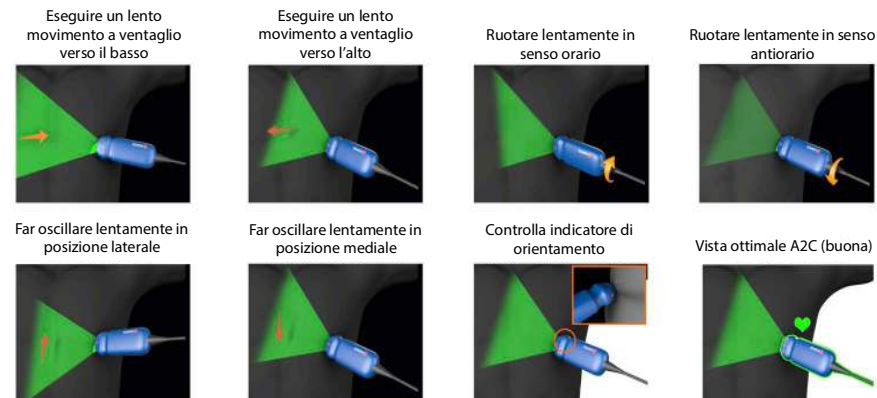 Eseguire un lento
movimento a ventaglio
verso il basso
Eseguire un lento
movimento a ventaglio
verso l'alto
Ruotare lentamente in
senso orario
Ruotare lentamente in senso
antiorario
Far oscillare lentamente in
posizione laterale
Far oscillare lentamente in
posizione mediale
Controlla indicatore di
orientamento
Vista ottimale A2C (buona)